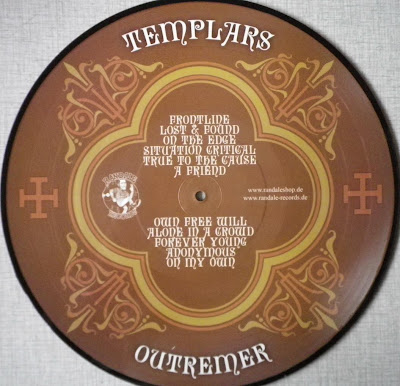 TEMPLARS
FRONTLINE
LOST & FOUND
ON THE EDGE
SITUATION CRITICAL
TRUE TO THE CAUSE
A FRIEND
RANDALE
www.randaleshop.de
www.randale-records.de
OWN FREE WILL
ALONE IN A CROWD
FOREVER YOUNG
ANONYMOUS
ON MY OWN
OUTREMER